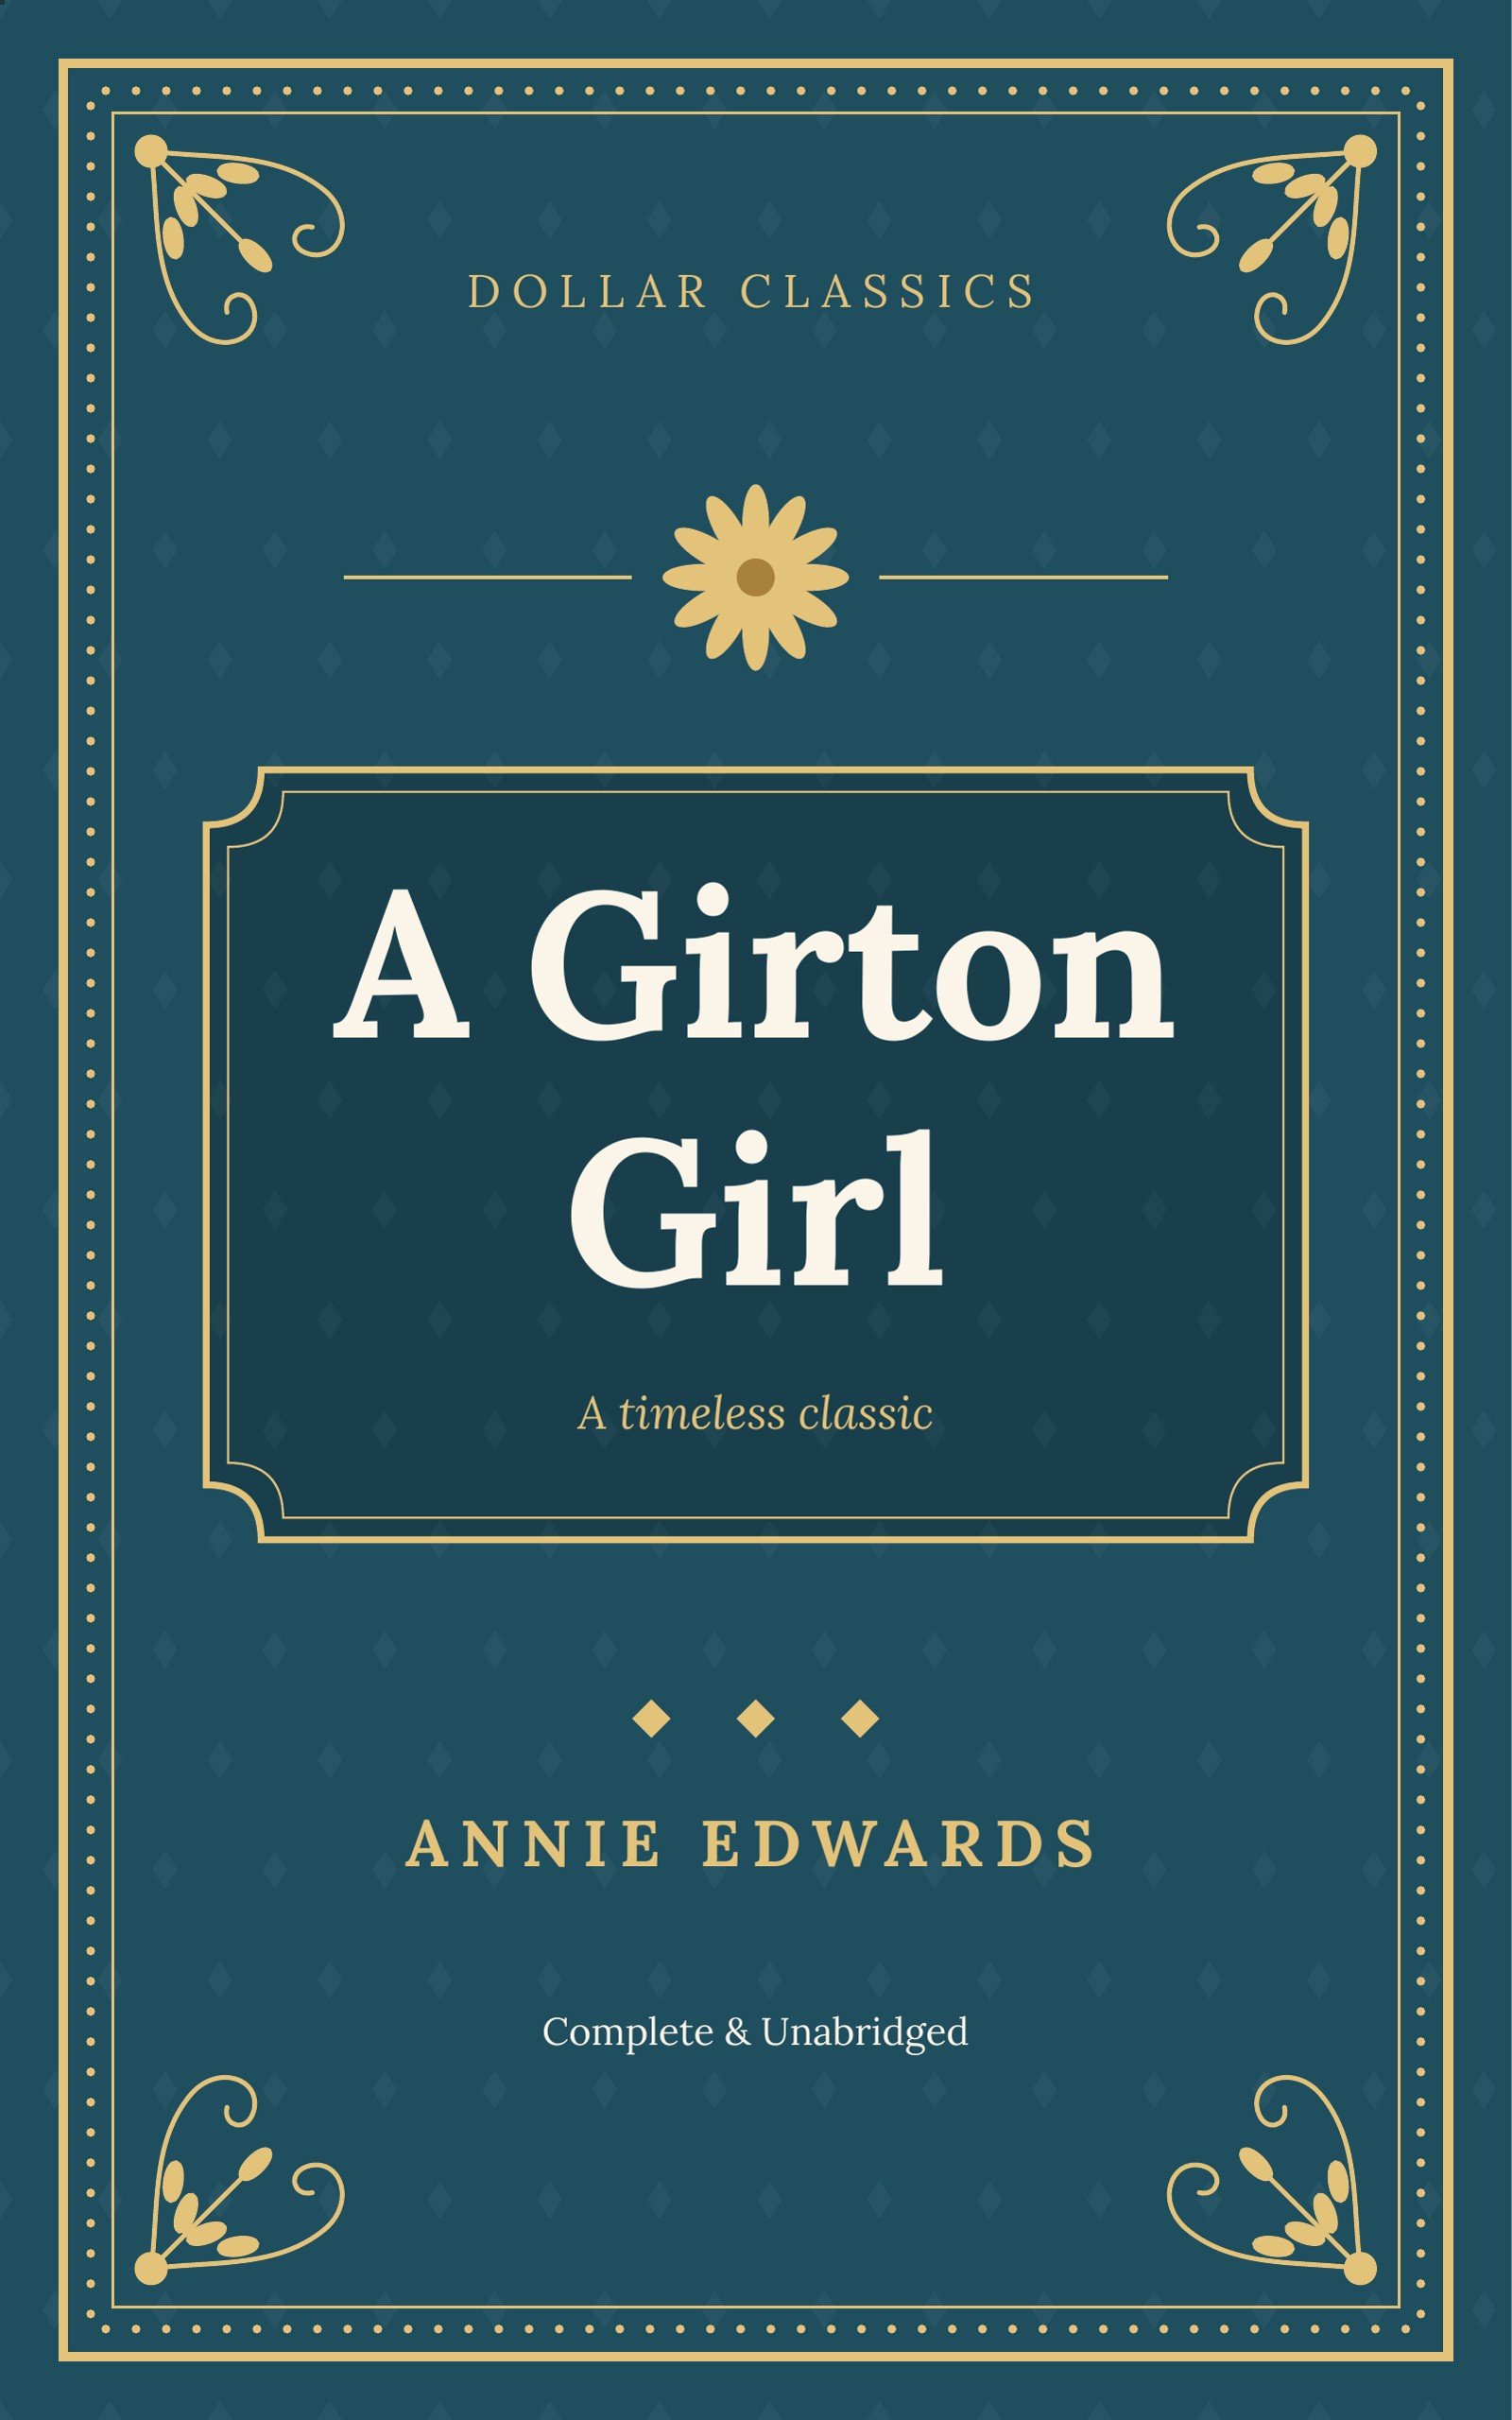 DOLLAR CLASSICS
A Girton
Girl
A timeless classic
ANNIE EDWARDS
Complete & Unabridged